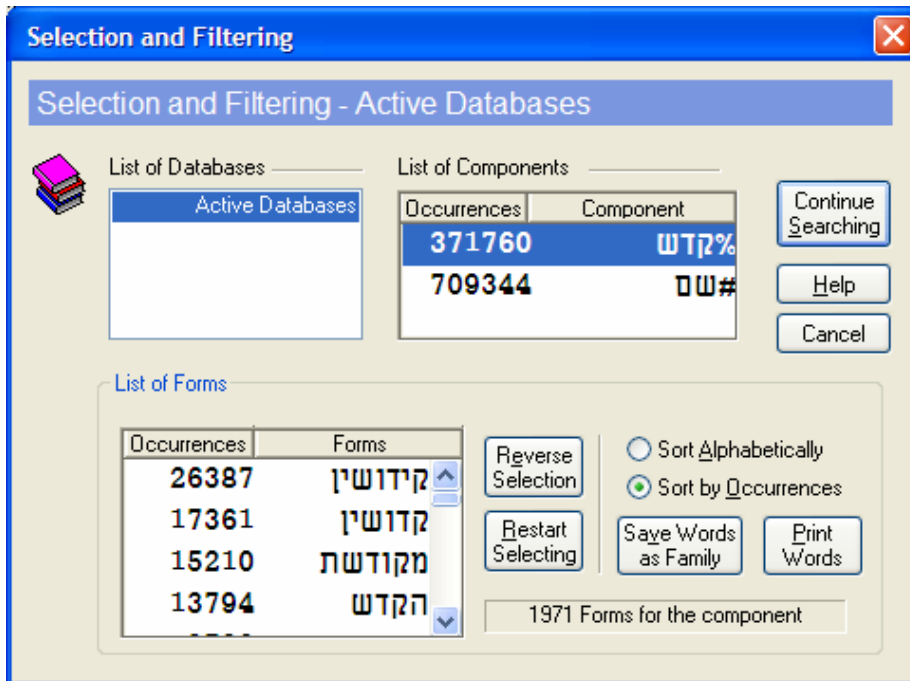 Selection and Filtering
Selection and Filtering - Active Databases
List of Databases
Active Databases
List of Components
Occurrences Component
371760 %קדש
709344 #שם
Continue Searching
Help
Cancel
List of Forms
Occurrences Forms
26387 קידושין
17361 קדושין
15210 מקודשת
13794 הקדש
Reverse Selection
Restart Selecting
Sort Alphabetically
Sort by Occurrences
Save Words as Family
Print Words
1971 Forms for the component